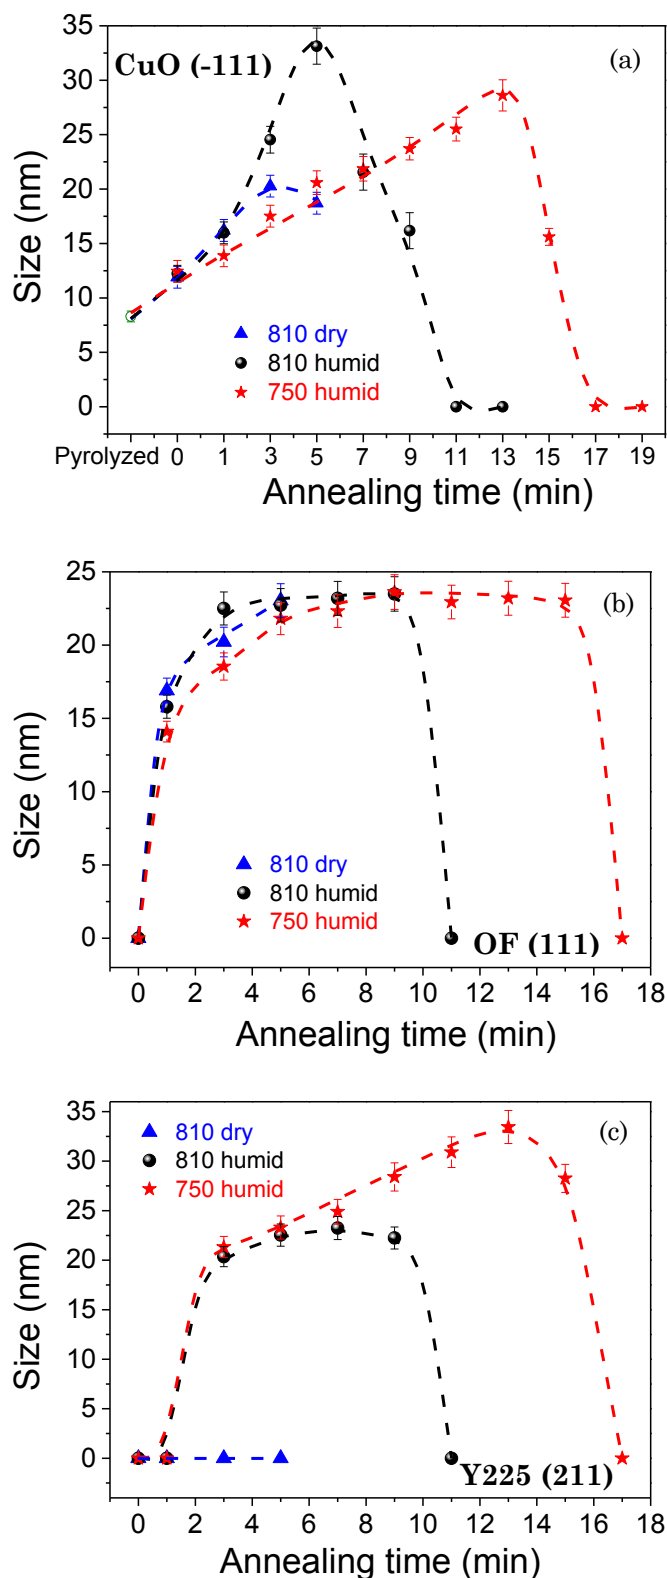 35
CuO (-111)
(a)
30
25
20
15
10
5
0
Size (nm)
810 dry
810 humid
750 humid
Pyrolyzed 0 1 3 5 7 9 11 13 15 17 19
Annealing time (min)
25
(b)
20
15
10
5
0
Size (nm)
810 dry
810 humid
750 humid
OF (111)
0 2 4 6 8 10 12 14 16 18
Annealing time (min)
35
30
25
20
15
10
5
0
Size (nm)
810 dry
(c)
810 humid
750 humid
Y225 (211)
0 2 4 6 8 10 12 14 16 18
Annealing time (min)